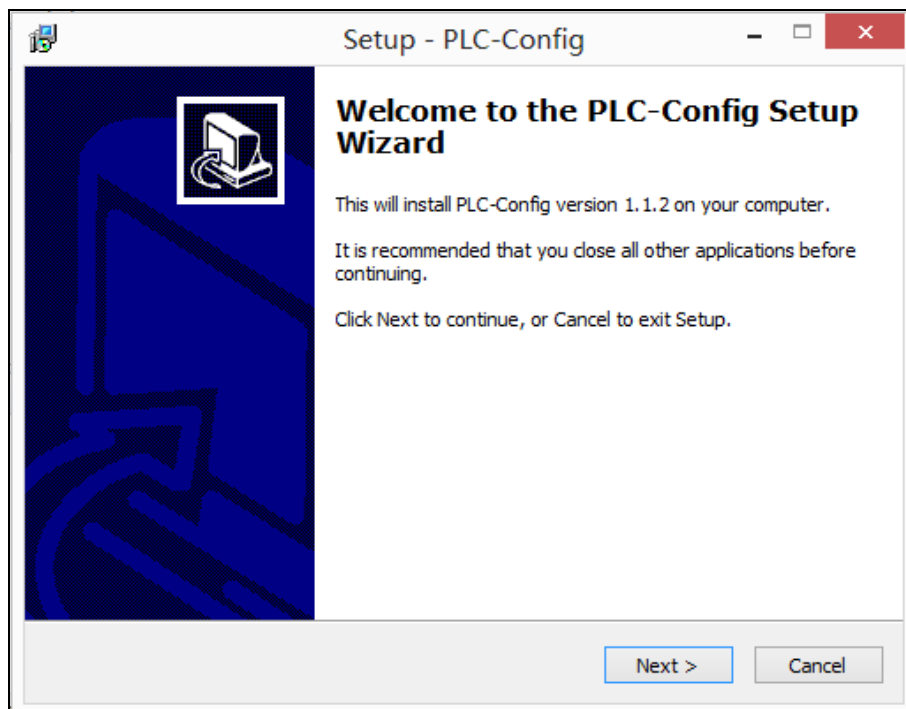 Setup - PLC-Config
Welcome to the PLC-Config Setup
Wizard
This will install PLC-Config version 1.1.2 on your computer.
It is recommended that you close all other applications before
continuing.
Click Next to continue, or Cancel to exit Setup.
Next >
Cancel